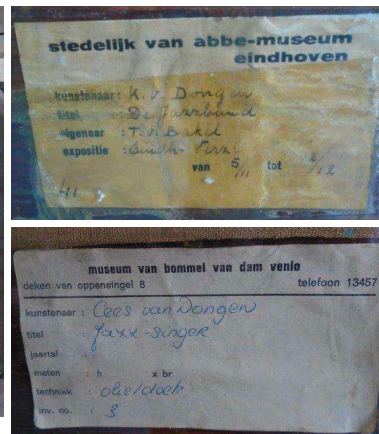 stedelijk van abbe-museum
eindhoven
kunstenaar: K. v. Dongen
titel : De Jazzband
eigenaar : T. v.
expositie :
van 5/11 tot /12
41
museum van bommel van dam venlo
deken van oppensingel 8 telefoon 13457
kunstenaar : Cees van Dongen
titel : Jazz-singer
jaartal :
maten : h x br
techniek : olie/doek
inv. no. : 3